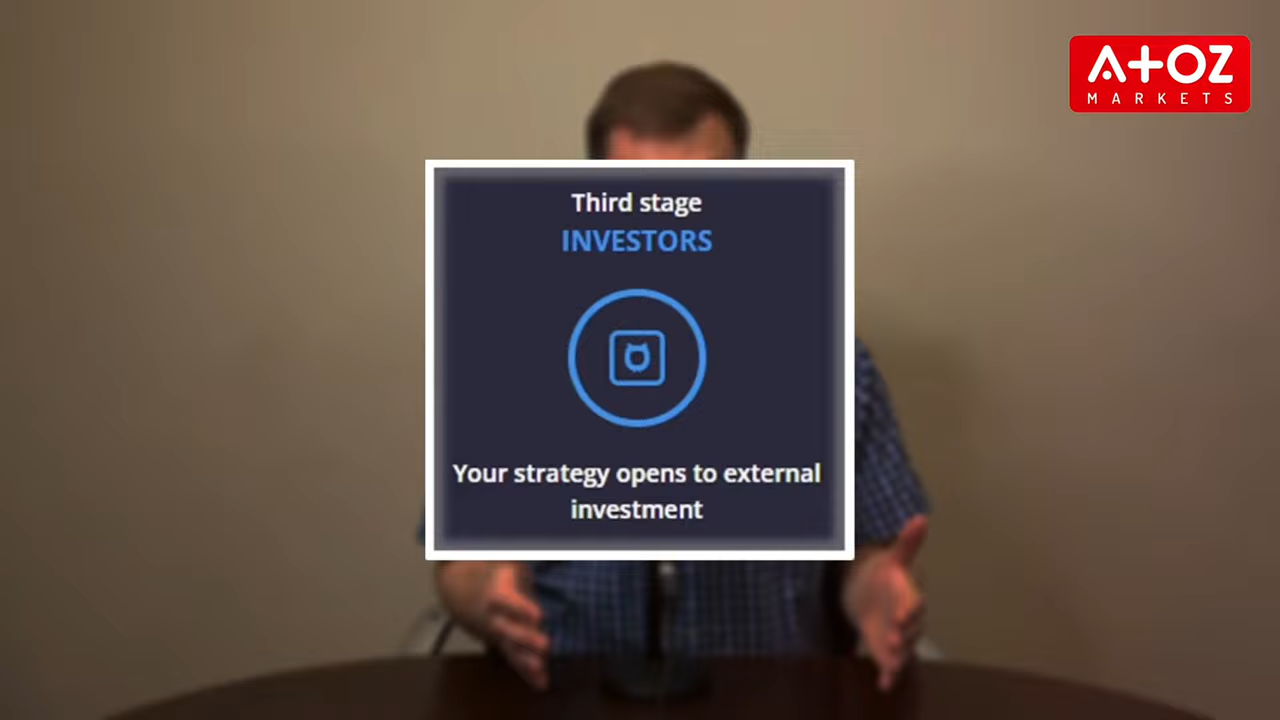 A+OZ
MARKETS
Third stage
INVESTORS
Your strategy opens to external
investment